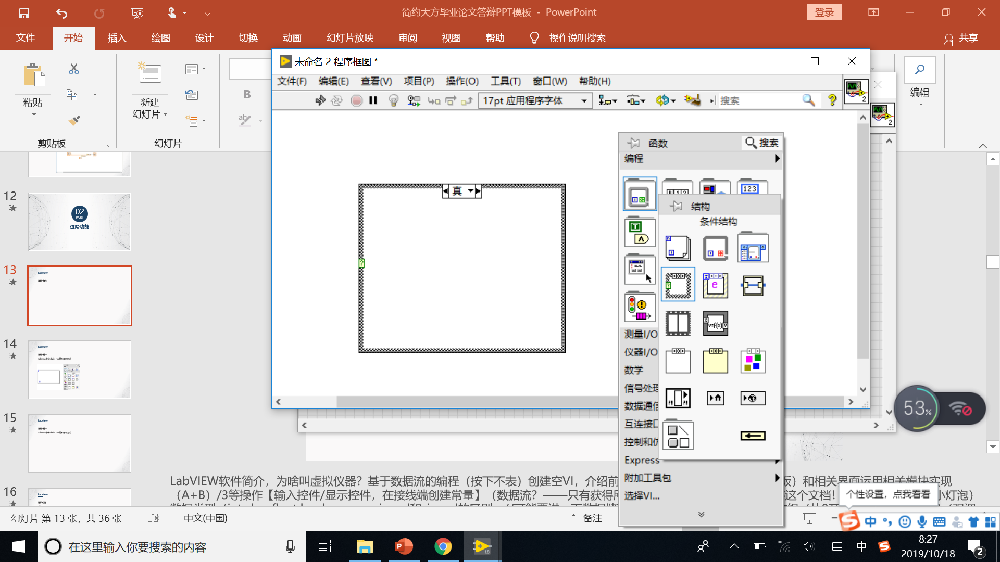 简约大方毕业论文答辩PPT模板 - PowerPoint
登录
文件 开始 插入 绘图 设计 切换 动画 幻灯片放映 审阅 视图 帮助 操作说明搜索 共享
粘贴
剪贴板
新建
幻灯片
幻灯片
B
编辑
未命名 2 程序框图 *
文件(F) 编辑(E) 查看(V) 项目(P) 操作(O) 工具(T) 窗口(W) 帮助(H)
17pt 应用程序字体
搜索
2
2
真
?
函数 搜索
编程
123
结构
条件结构
测量I/O
仪器I/O
数学
信号处理
数据通信
互连接口
控制和仿
Express
附加工具包
选择VI...
12
02
PART
进阶功能
13
Labview
14
Labview
15
Labview
16
Labview
53%
LabVIEW软件简介，为啥叫虚拟仪器？基于数据流的编程（按下不表）创建空VI，介绍前
板）和相关界面运用相关模块实现
（A+B）/3等操作【输入控件/显示控件，在接线端创建常量】（数据流？——只有获得所
这个文档！
小灯泡）
个性设置，点我看看
幻灯片 第 13 张，共 36 张
中文(中国)
备注
中
在这里输入你要搜索的内容
中
8:27
2019/10/18
2